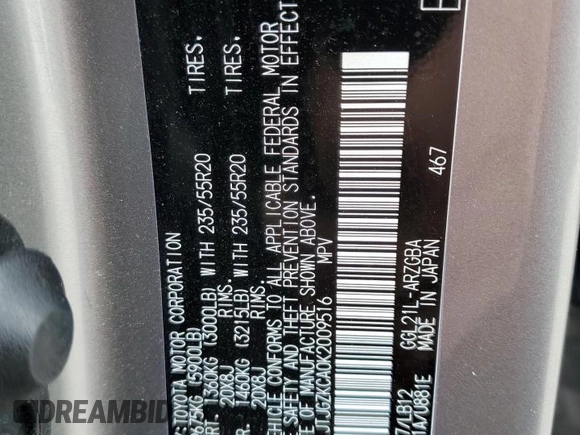 TOYOTA MOTOR CORPORATION
(5900LB)
1360KG (3000LB) WITH 235/55R20 TIRES.
20X8J RIMS.
1460KG (3215LB) WITH 235/55R20 TIRES.
20X8J RIMS.
VEHICLE CONFORMS TO ALL APPLICABLE FEDERAL MOTOR
SAFETY AND THEFT PREVENTION STANDARDS IN EFFECT
MANUFACTURE SHOWN ABOVE.
MPV
GGL21L-ARZGBA 467
MADE IN JAPAN
EPICVIN